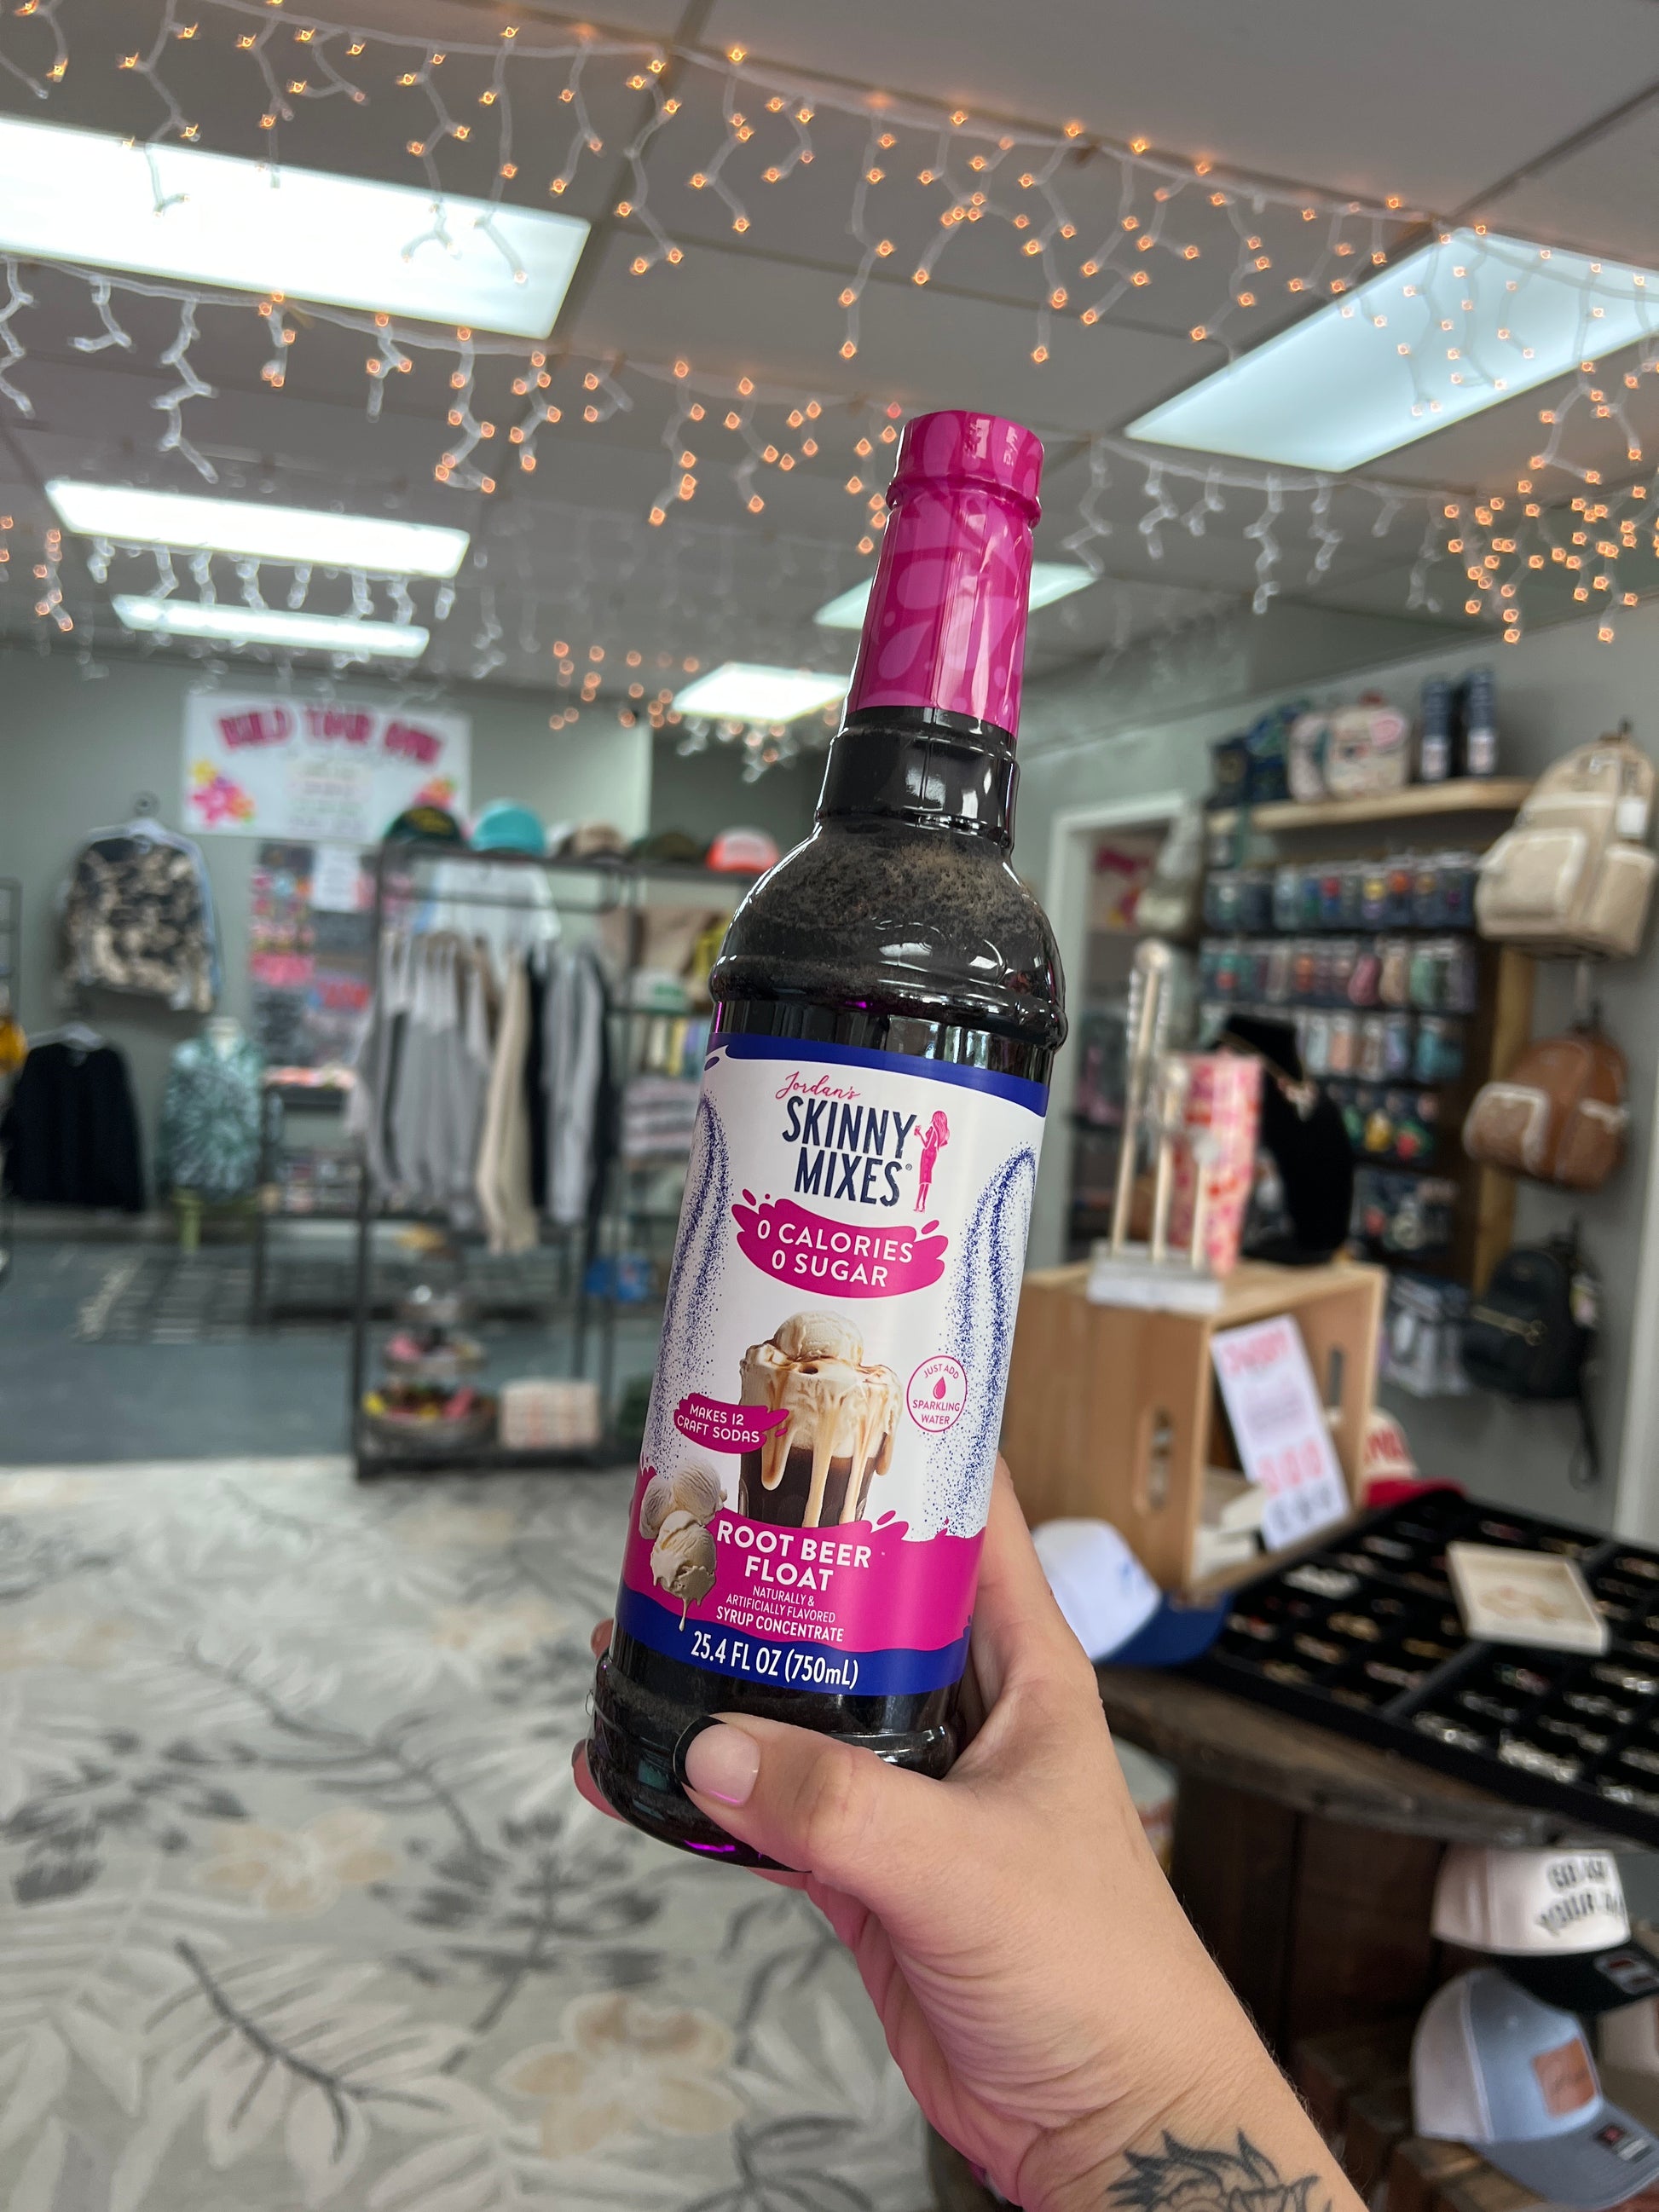 BUILD YOUR OWN
Jordan's
SKINNY
MIXES®
0 CALORIES
0 SUGAR
JUST ADD
SPARKLING
WATER
MAKES 12
CRAFT SODAS
ROOT BEER
FLOAT
NATURALLY &
ARTIFICIALLY FLAVORED
SYRUP CONCENTRATE
25.4 FL OZ (750mL)